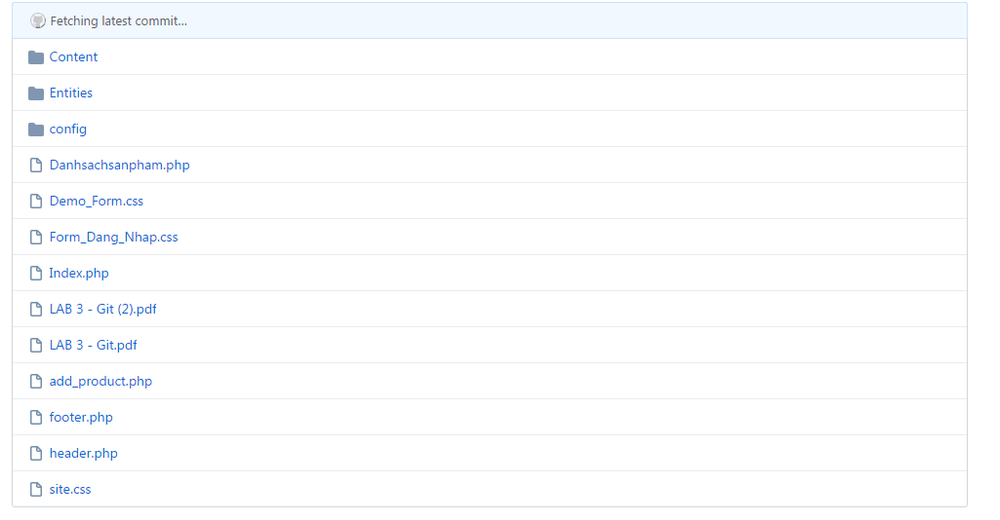 Fetching latest commit...
Content
Entities
config
Danhsachsanpham.php
Demo_Form.css
Form_Dang_Nhap.css
Index.php
LAB 3 - Git (2).pdf
LAB 3 - Git.pdf
add_product.php
footer.php
header.php
site.css